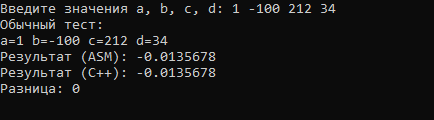 Введите значения a, b, c, d: 1 -100 212 34
Обычный тест:
a=1 b=-100 c=212 d=34
Результат (ASM): -0.0135678
Результат (C++): -0.0135678
Разница: 0